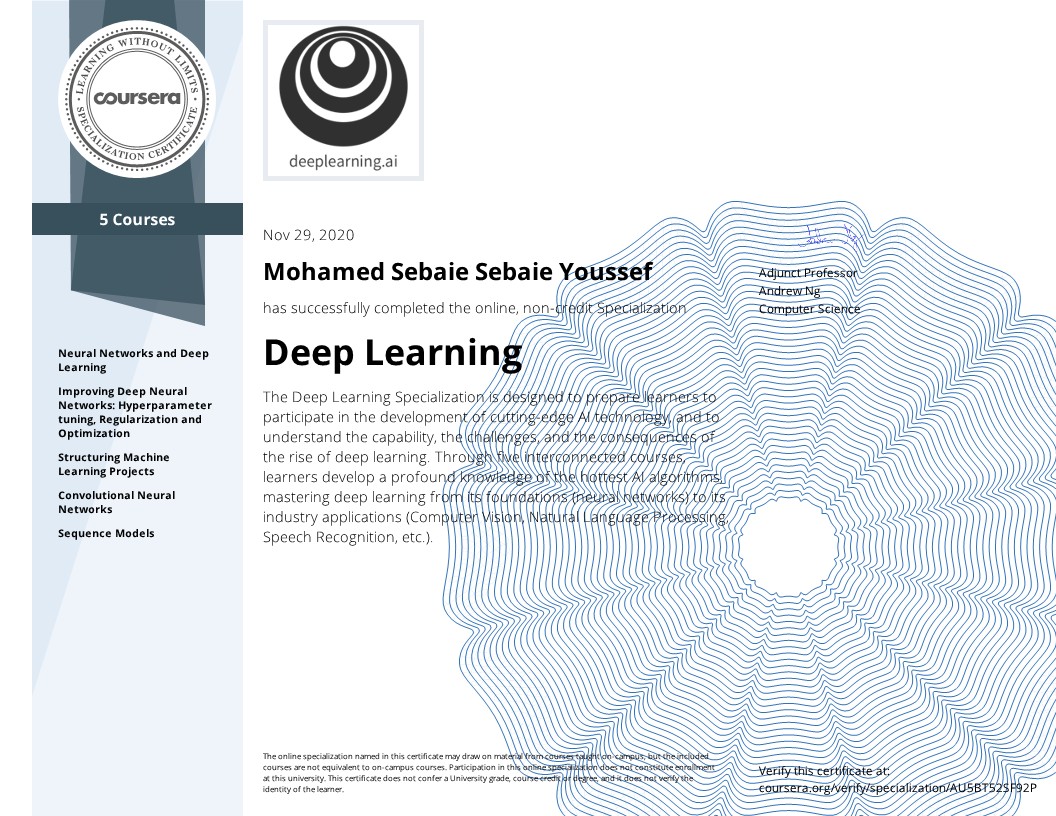 LEARNING WITHOUT LIMITS
coursera
SPECIALIZATION CERTIFICATE
5 Courses
Neural Networks and Deep
Learning
Improving Deep Neural
Networks: Hyperparameter
tuning, Regularization and
Optimization
Structuring Machine
Learning Projects
Convolutional Neural
Networks
Sequence Models
deeplearning.ai
Nov 29, 2020
Mohamed Sebaie Sebaie Youssef
has successfully completed the online, non-credit Specialization
Deep Learning
The Deep Learning Specialization is designed to prepare learners to
participate in the development of cutting-edge AI technology, and to
understand the capability, the challenges, and the consequences of
the rise of deep learning. Through five interconnected courses,
learners develop a profound knowledge of the hottest AI algorithms,
mastering deep learning from its foundations (neural networks) to its
industry applications (Computer Vision, Natural Language Processing,
Speech Recognition, etc.).
Adjunct Professor
Andrew Ng
Computer Science
The online specialization named in this certificate may draw on material from courses taught on-campus, but the included
courses are not equivalent to on-campus courses. Participation in this online specialization does not constitute enrollment
at this university. This certificate does not confer a University grade, course credit or degree, and it does not verify the
identity of the learner.
Verify this certificate at:
coursera.org/verify/specialization/AU5BT52SF92P